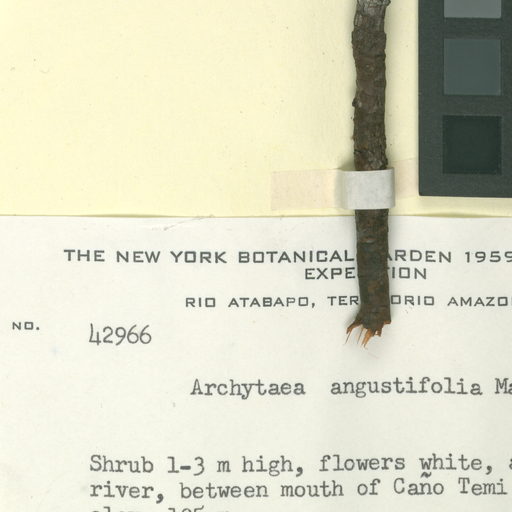 THE NEW YORK BOTANICAL GARDEN 1959
EXPEDITION
RIO ATABAPO, TERRITORIO AMAZO
NO. 42966
Archytaea angustifolia Ma
Shrub 1-3 m high, flowers white, a
river, between mouth of Caño Temi